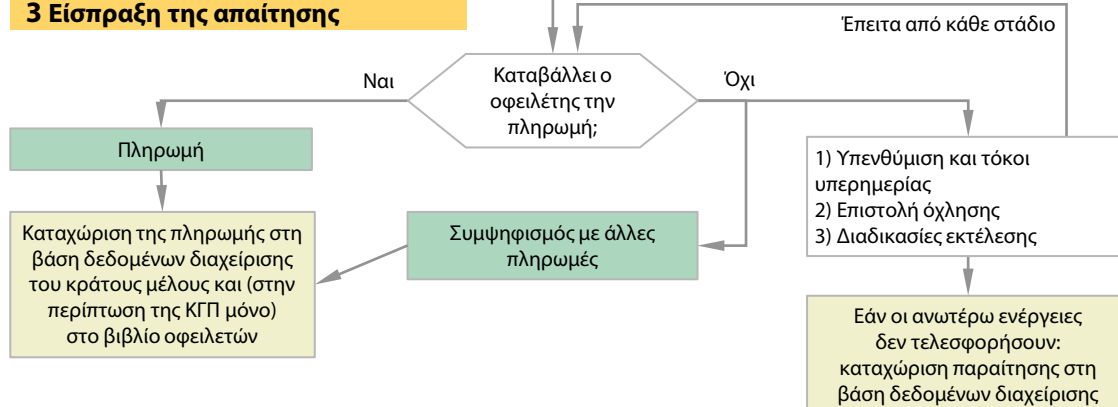 3 Είσπραξη της απαίτησης
Έπειτα από κάθε στάδιο
Ναι
Καταβάλλει ο
οφειλέτης την
πληρωμή;
Όχι
Πληρωμή
1) Υπενθύμιση και τόκοι
υπερημερίας
2) Επιστολή όχλησης
3) Διαδικασίες εκτέλεσης
Καταχώριση της πληρωμής στη
βάση δεδομένων διαχείρισης
του κράτους μέλους και (στην
περίπτωση της ΚΓΠ μόνο)
στο βιβλίο οφειλετών
Συμψηφισμός με άλλες
πληρωμές
Εάν οι ανωτέρω ενέργειες
δεν τελεσφορήσουν:
καταχώριση παραίτησης στη
βάση δεδομένων διαχείρισης